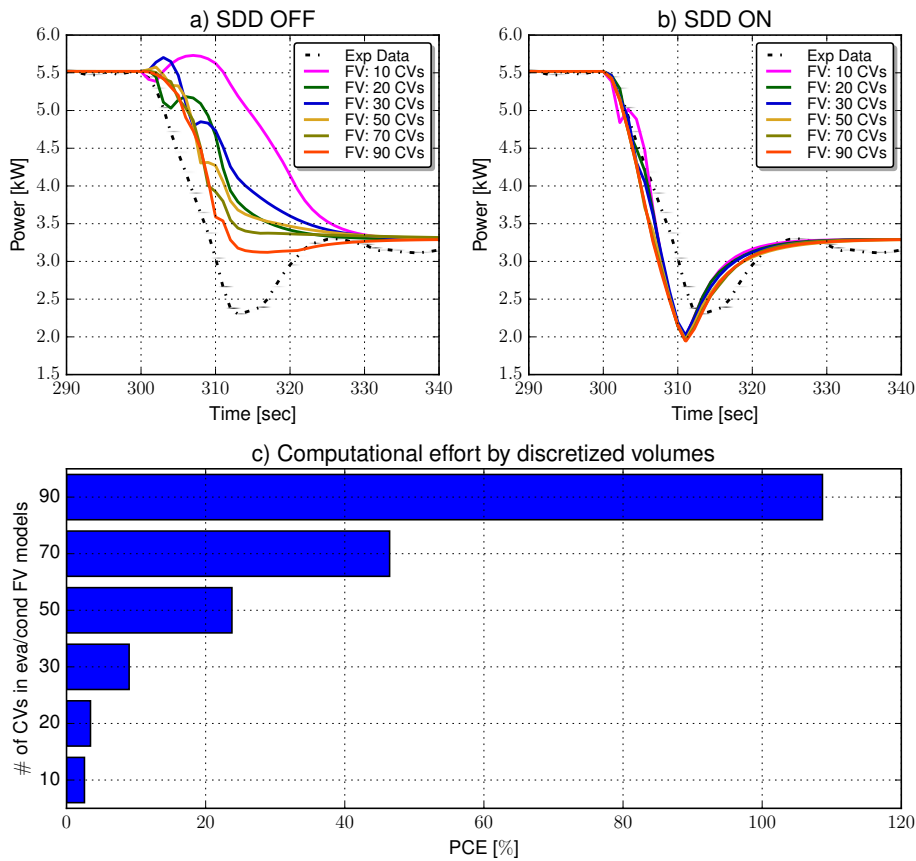 a) SDD OFF
6.0
5.5
5.0
4.5
4.0
3.5
3.0
2.5
2.0
1.5
Power [kW]
290
300
310
320
330
340
Time [sec]
Exp Data
FV: 10 CVs
FV: 20 CVs
FV: 30 CVs
FV: 50 CVs
FV: 70 CVs
FV: 90 CVs
b) SDD ON
6.0
5.5
5.0
4.5
4.0
3.5
3.0
2.5
2.0
1.5
Power [kW]
290
300
310
320
330
340
Time [sec]
Exp Data
FV: 10 CVs
FV: 20 CVs
FV: 30 CVs
FV: 50 CVs
FV: 70 CVs
FV: 90 CVs
c) Computational effort by discretized volumes
# of CVs in eva/cond FV models
90
70
50
30
20
10
0
20
40
60
80
100
120
PCE [%]